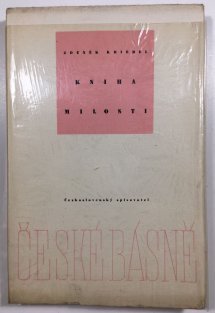 ZDENĚK KRIEBEL
KNIHA
MILOSTI
Československý spisovatel
ČESKÉ BÁSNĚ